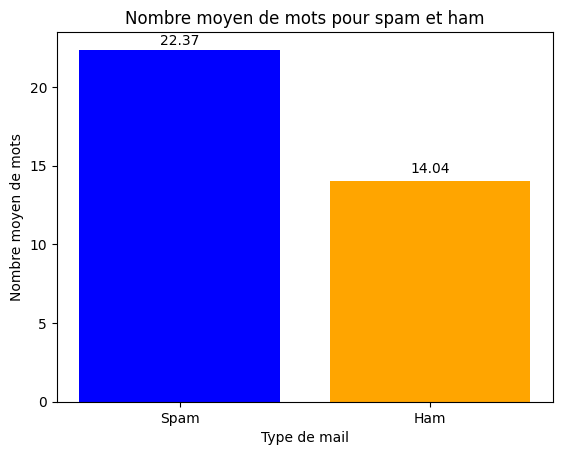 Nombre moyen de mots pour spam et ham
22.37
14.04
20
15
10
5
0
Nombre moyen de mots
Spam
Ham
Type de mail